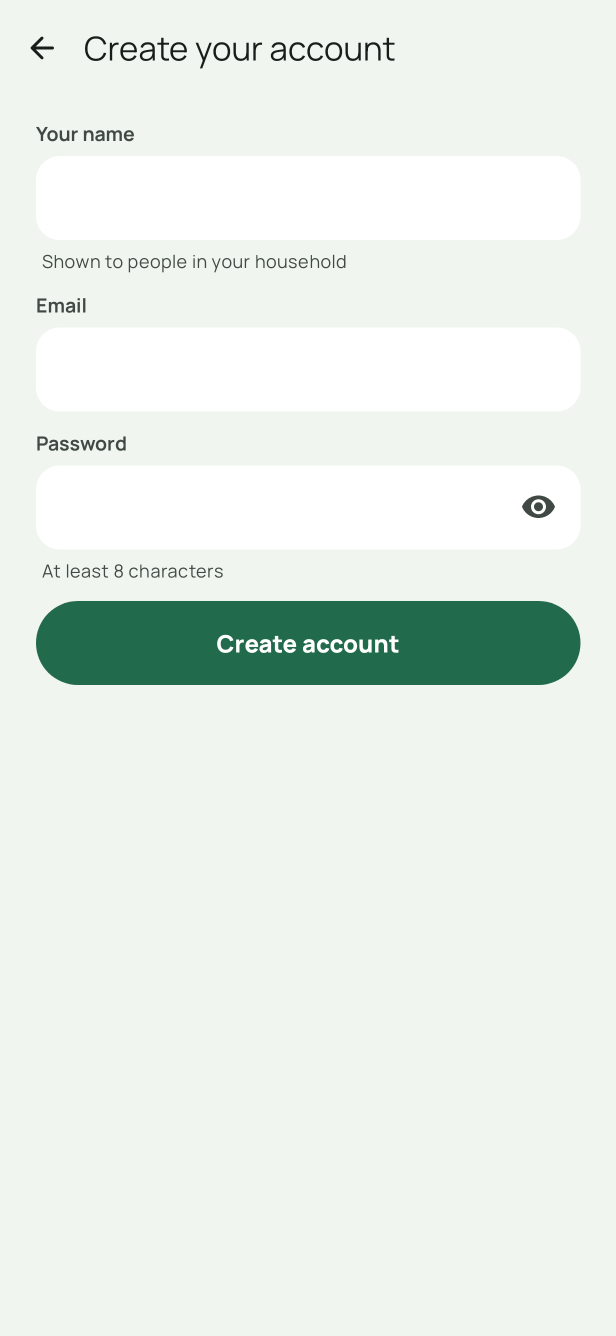 Create your account
Your name
Shown to people in your household
Email
Password
At least 8 characters
Create account